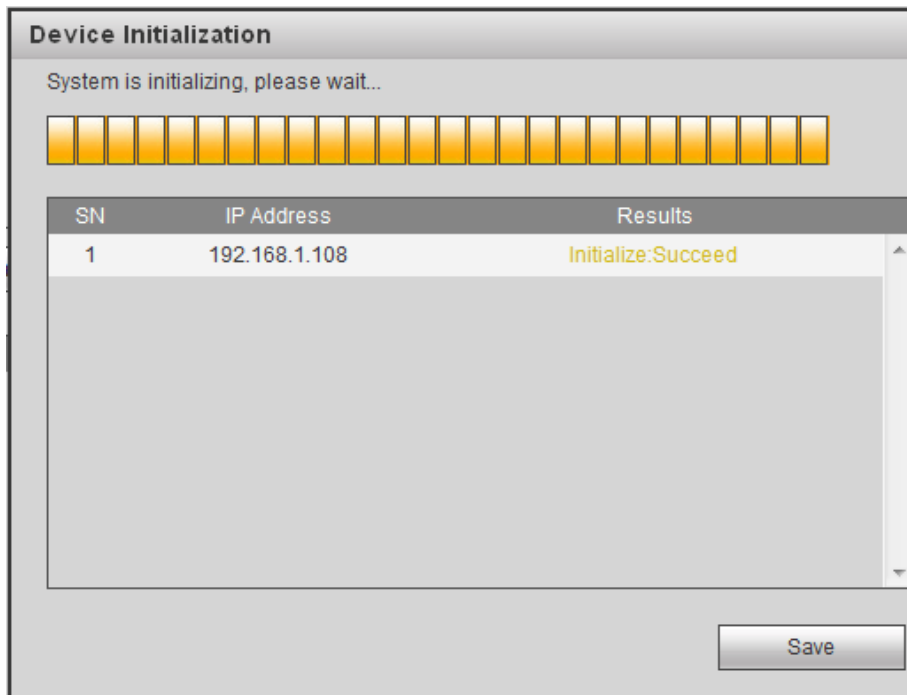 Device Initialization
System is initializing, please wait...
SN IP Address Results
1 192.168.1.108 Initialize:Succeed
Save